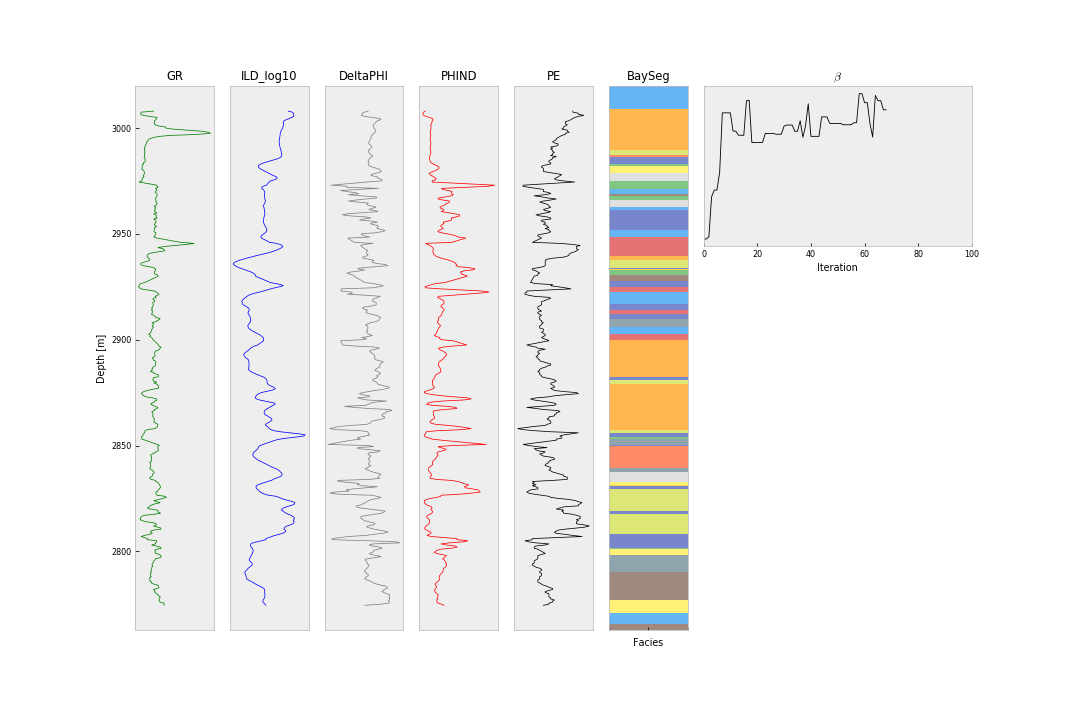 GR ILD_log10 DeltaPHI PHIND PE BaySeg β
3000
2950
0 20 40 60 80 100
Iteration
2900
Depth [m]
2850
2800
Facies